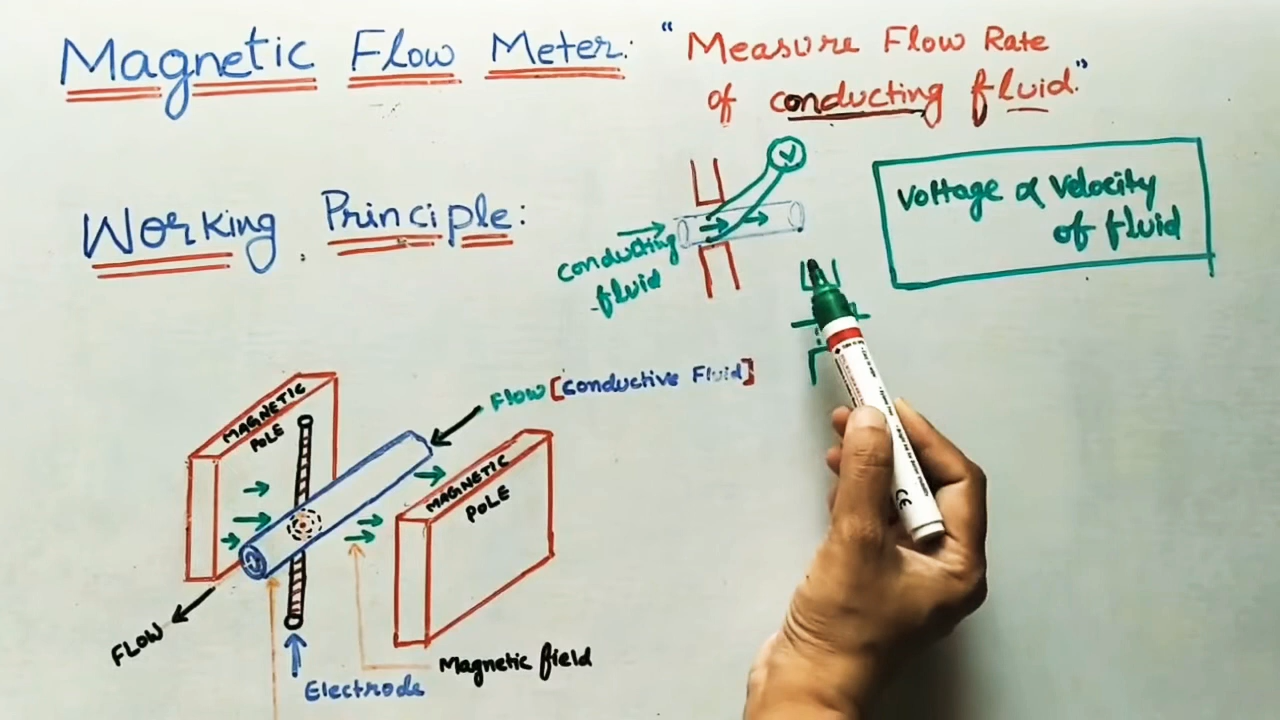 Magnetic Flow Meter: "Measure Flow Rate
of conducting fluid."
Working Principle:
V
conducting
fluid
Voltage ∝ Velocity
of fluid
Flow [Conductive Fluid]
MAGNETIC
POLE
MAGNETIC
POLE
FLOW
Magnetic field
Electrode
CE